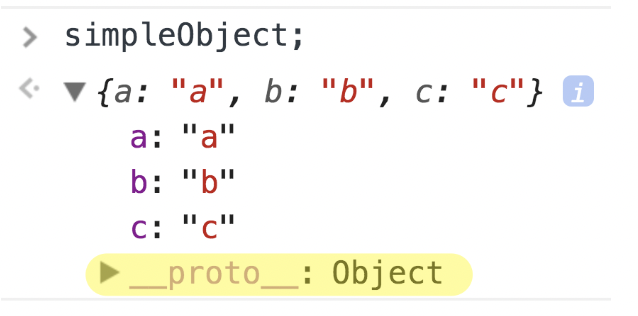 > simpleObject;
<· ▼ {a: "a", b: "b", c: "c"} i
a: "a"
b: "b"
c: "c"
▶ __proto__: Object